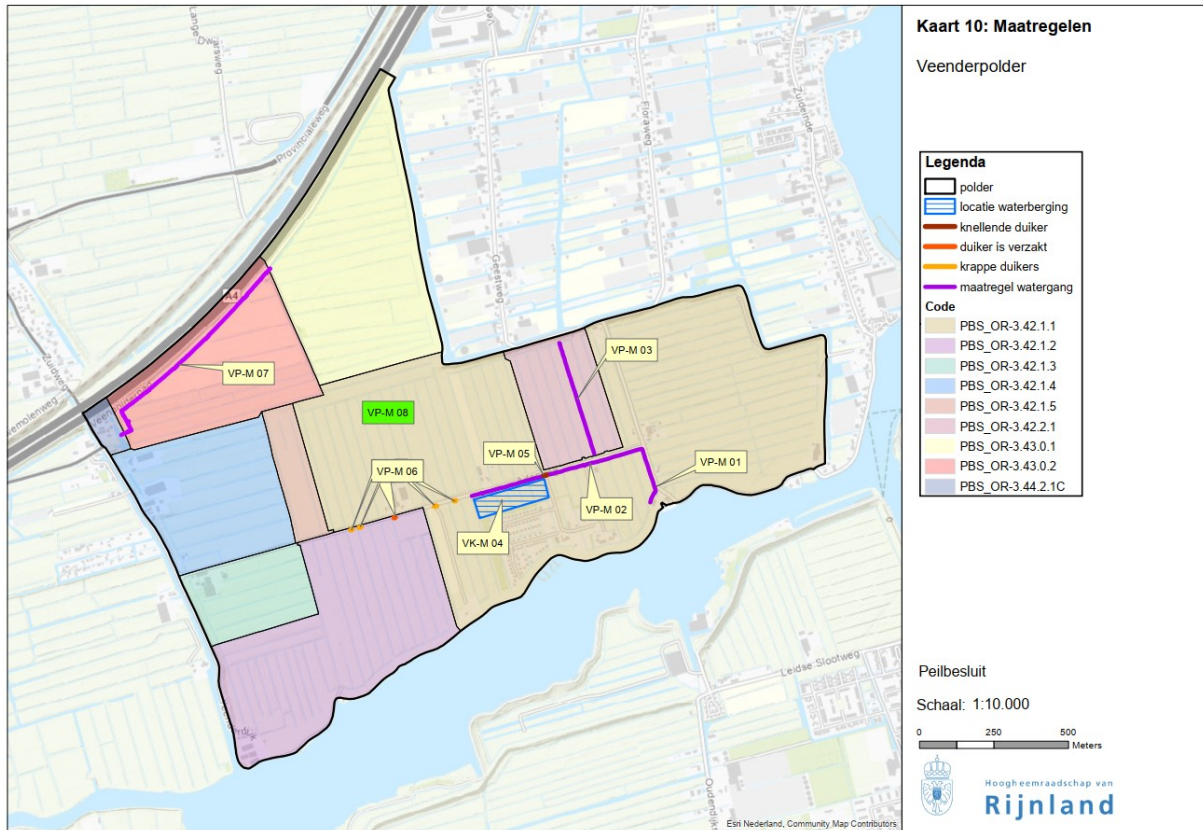 Kaart 10: Maatregelen
Veenderpolder
Legenda
polder
locatie waterberging
knellende duiker
duiker is verzakt
krappe duikers
maatregel watergang
Code
PBS_OR-3.42.1.1
PBS_OR-3.42.1.2
PBS_OR-3.42.1.3
PBS_OR-3.42.1.4
PBS_OR-3.42.1.5
PBS_OR-3.42.2.1
PBS_OR-3.43.0.1
PBS_OR-3.43.0.2
PBS_OR-3.44.2.1C
Peilbesluit
Schaal: 1:10.000
0 250 500
Meters
Hoogheemraadschap van
Rijnland
Provincialeweg
Floraweg
Zuideinde
Geestweg
A4
Zuidweg
VP-M 07
VP-M 03
VP-M 08
VP-M 05
VP-M 06
VP-M 01
VP-M 02
VK-M 04
Leidse Slootweg
Esri Nederland, Community Map Contributors